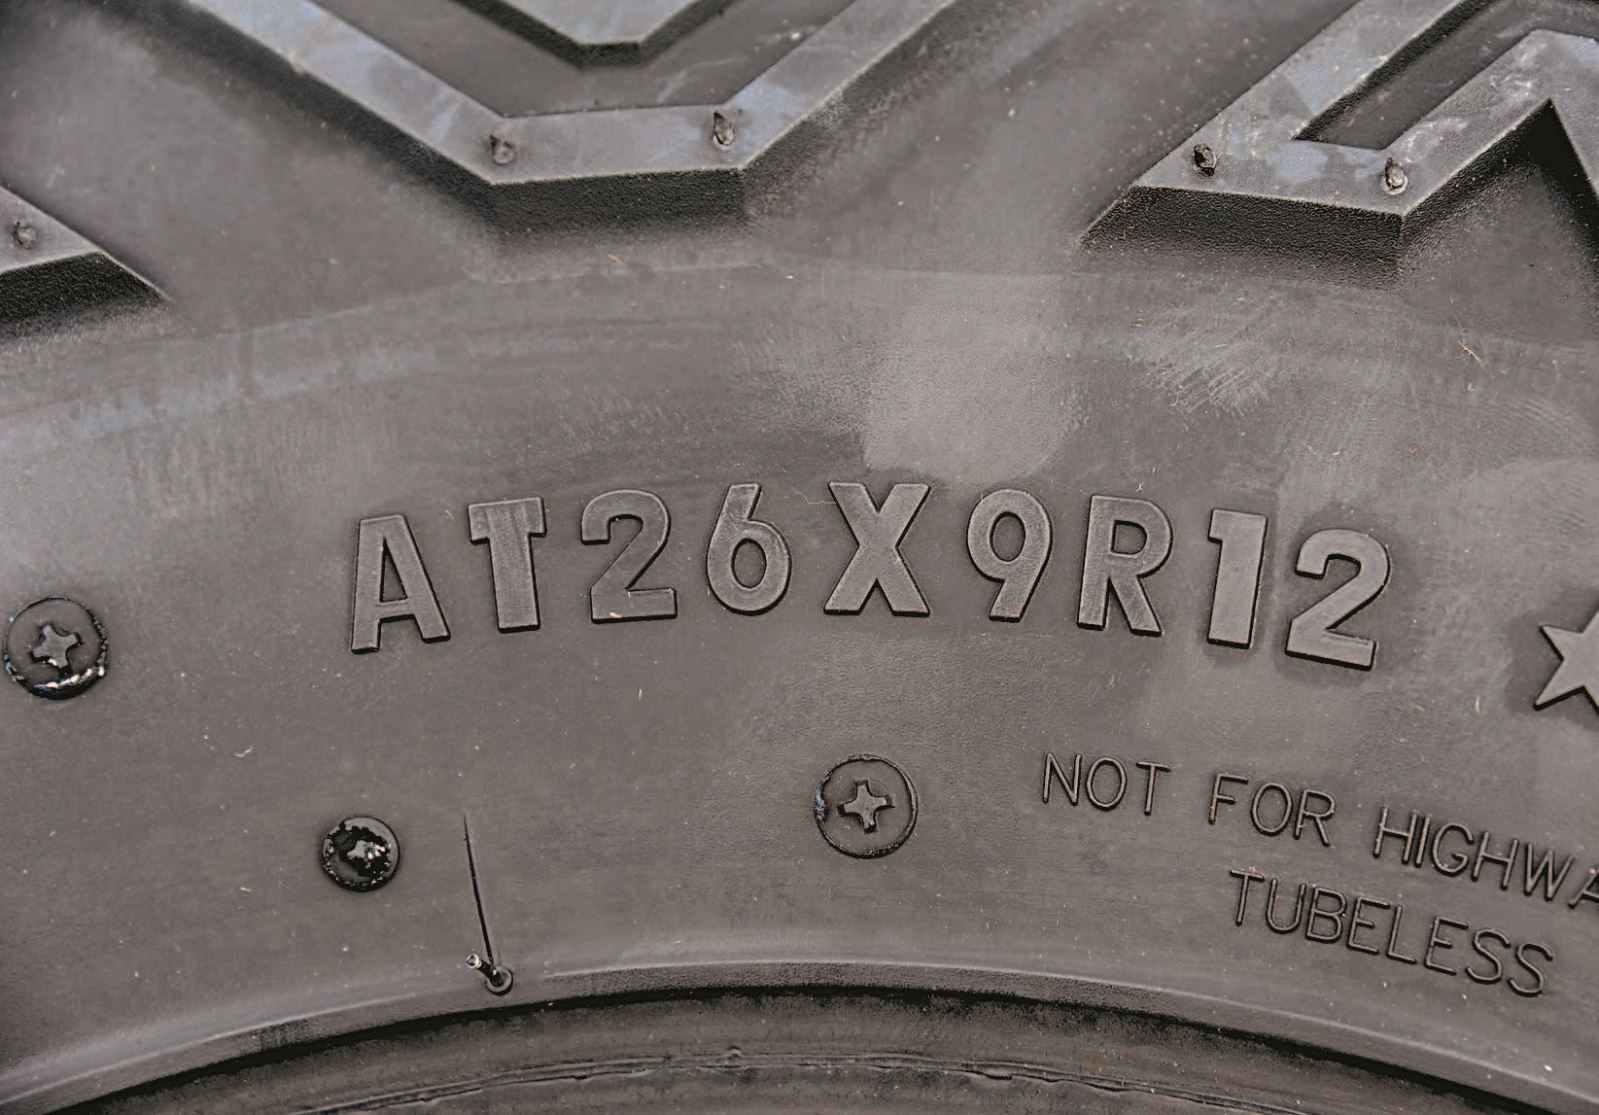 AT26X9R12
NOT FOR HIGHWA
TUBELESS